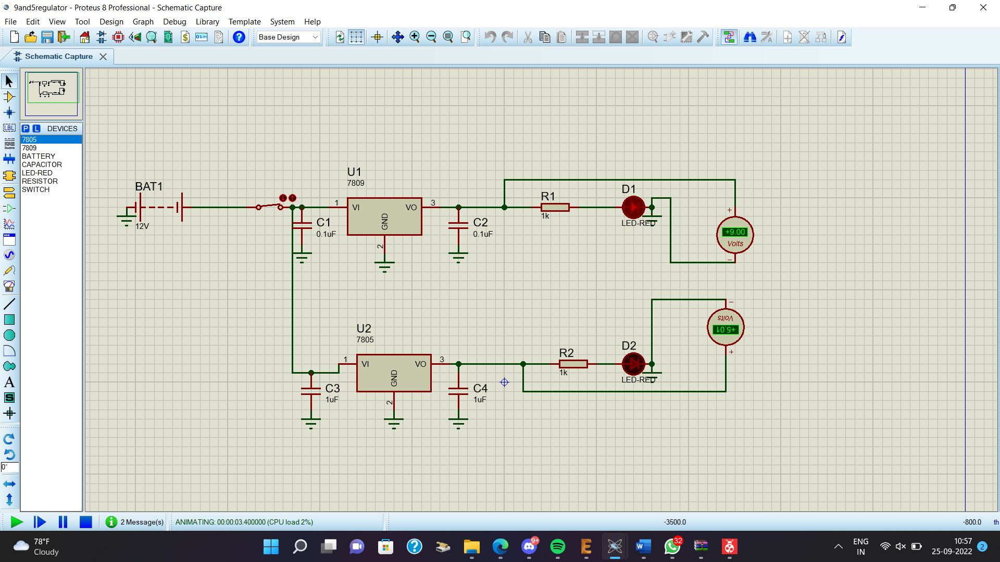 9and5regulator - Proteus 8 Professional - Schematic Capture
File Edit View Tool Design Graph Debug Library Template System Help
Base Design
Schematic Capture
LBL
P L DEVICES
7805
7809
BATTERY
CAPACITOR
LED-RED
RESISTOR
SWITCH
A
S
0°
BAT1
12V
U1
7809
1
VI
VO
3
GND
2
C1
0.1uF
C2
0.1uF
R1
1k
D1
LED-RED
+
+9.00
Volts
−
U2
7805
1
VI
VO
3
GND
2
C3
1uF
C4
1uF
R2
1k
D2
LED-RED
−
Volts
+5.01
+
2 Message(s)
ANIMATING: 00:00:03.400000 (CPU load 2%)
-3500.0
-800.0
th
78°F
Cloudy
9+
32
ENG
IN
10:57
25-09-2022
2